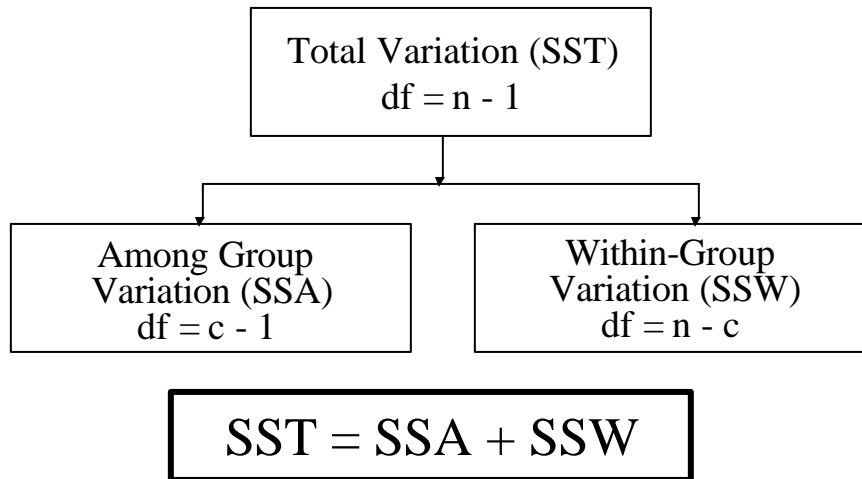 Total Variation (SST)
df = n - 1
Among Group
Variation (SSA)
df = c - 1
Within-Group
Variation (SSW)
df = n - c
SST = SSA + SSW